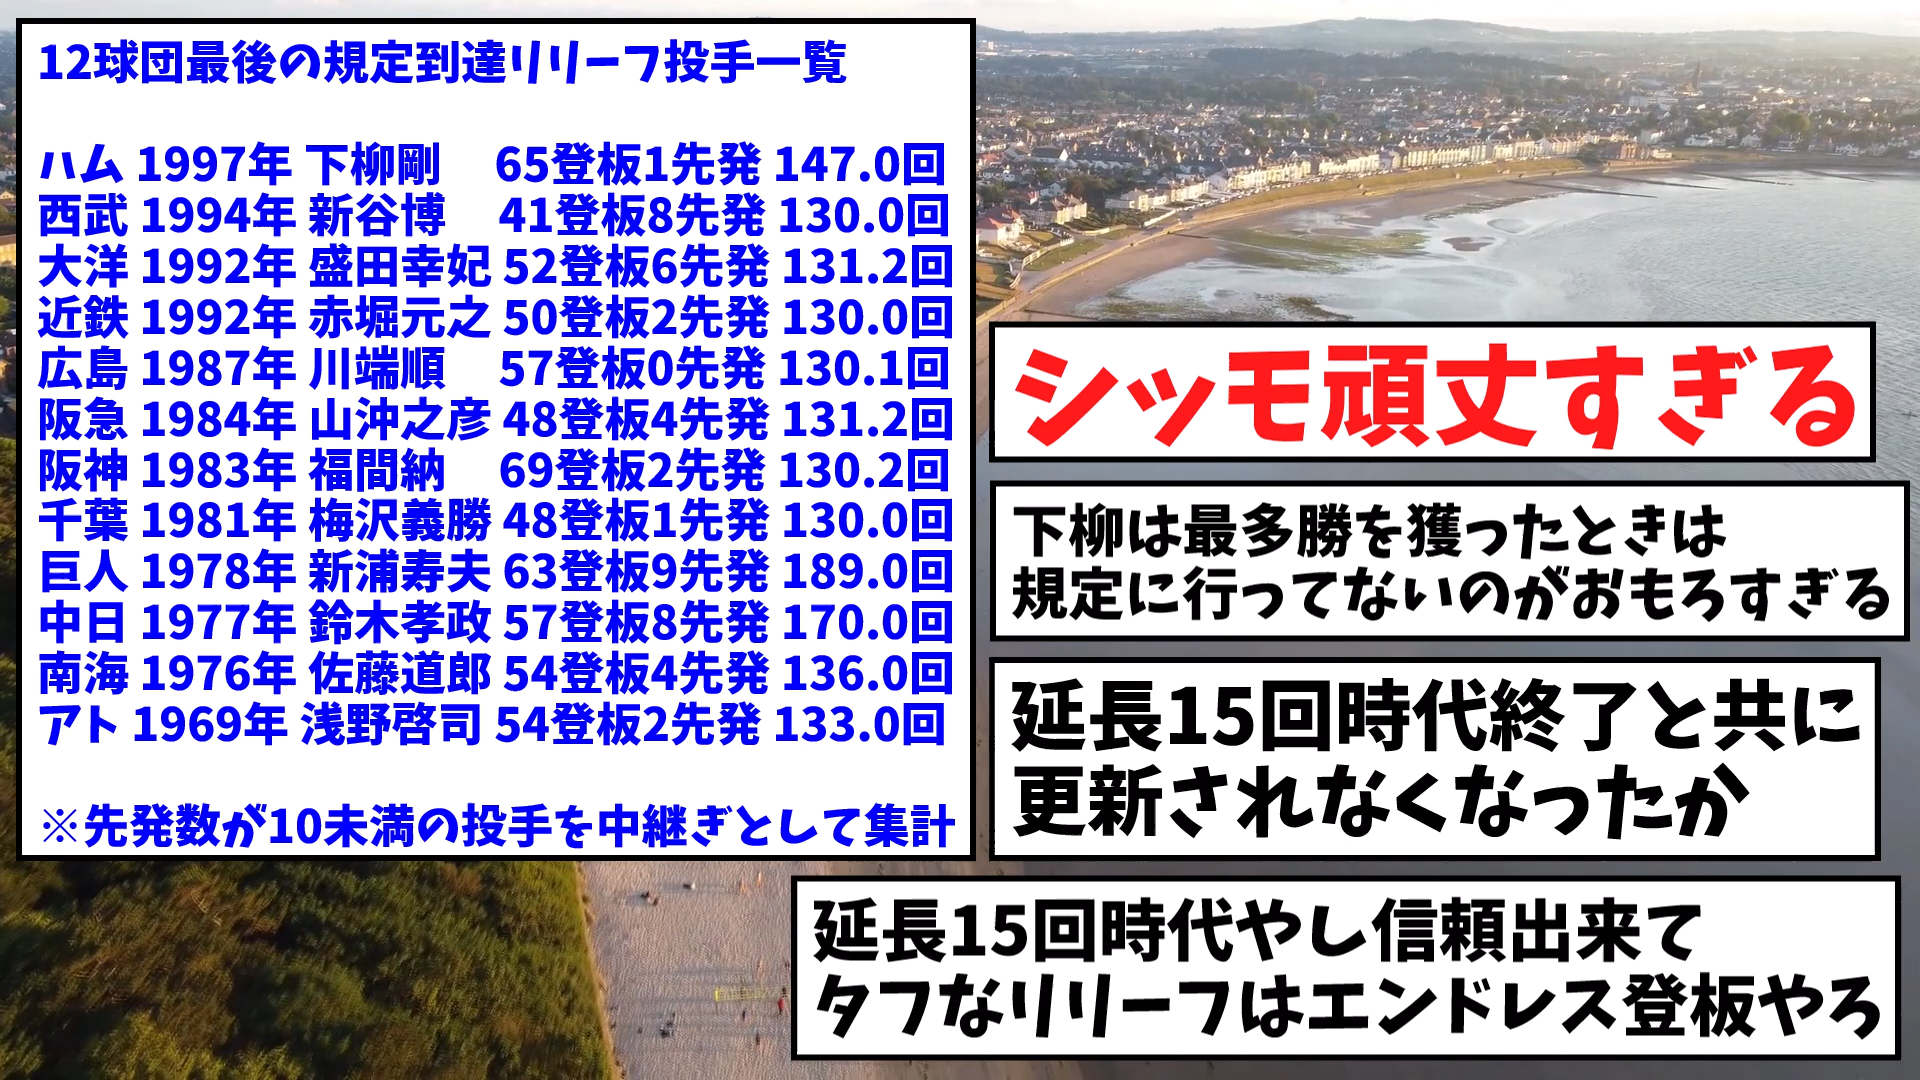 12球団最後の規定到達リリーフ投手一覧
ハム 1997年 下柳剛 65登板1先発 147.0回
西武 1994年 新谷博 41登板8先発 130.0回
大洋 1992年 盛田幸妃 52登板6先発 131.2回
近鉄 1992年 赤堀元之 50登板2先発 130.0回
広島 1987年 川端順 57登板0先発 130.1回
阪急 1984年 山沖之彦 48登板4先発 131.2回
阪神 1983年 福間納 69登板2先発 130.2回
千葉 1981年 梅沢義勝 48登板1先発 130.0回
巨人 1978年 新浦寿夫 63登板9先発 189.0回
中日 1977年 鈴木孝政 57登板8先発 170.0回
南海 1976年 佐藤道郎 54登板4先発 136.0回
アト 1969年 浅野啓司 54登板2先発 133.0回
※先発数が10未満の投手を中継ぎとして集計
シッモ頑丈すぎる
下柳は最多勝を獲ったときは
規定に行ってないのがおもろすぎる
延長15回時代終了と共に
更新されなくなったか
延長15回時代やし信頼出来て
タフなリリーフはエンドレス登板やろ